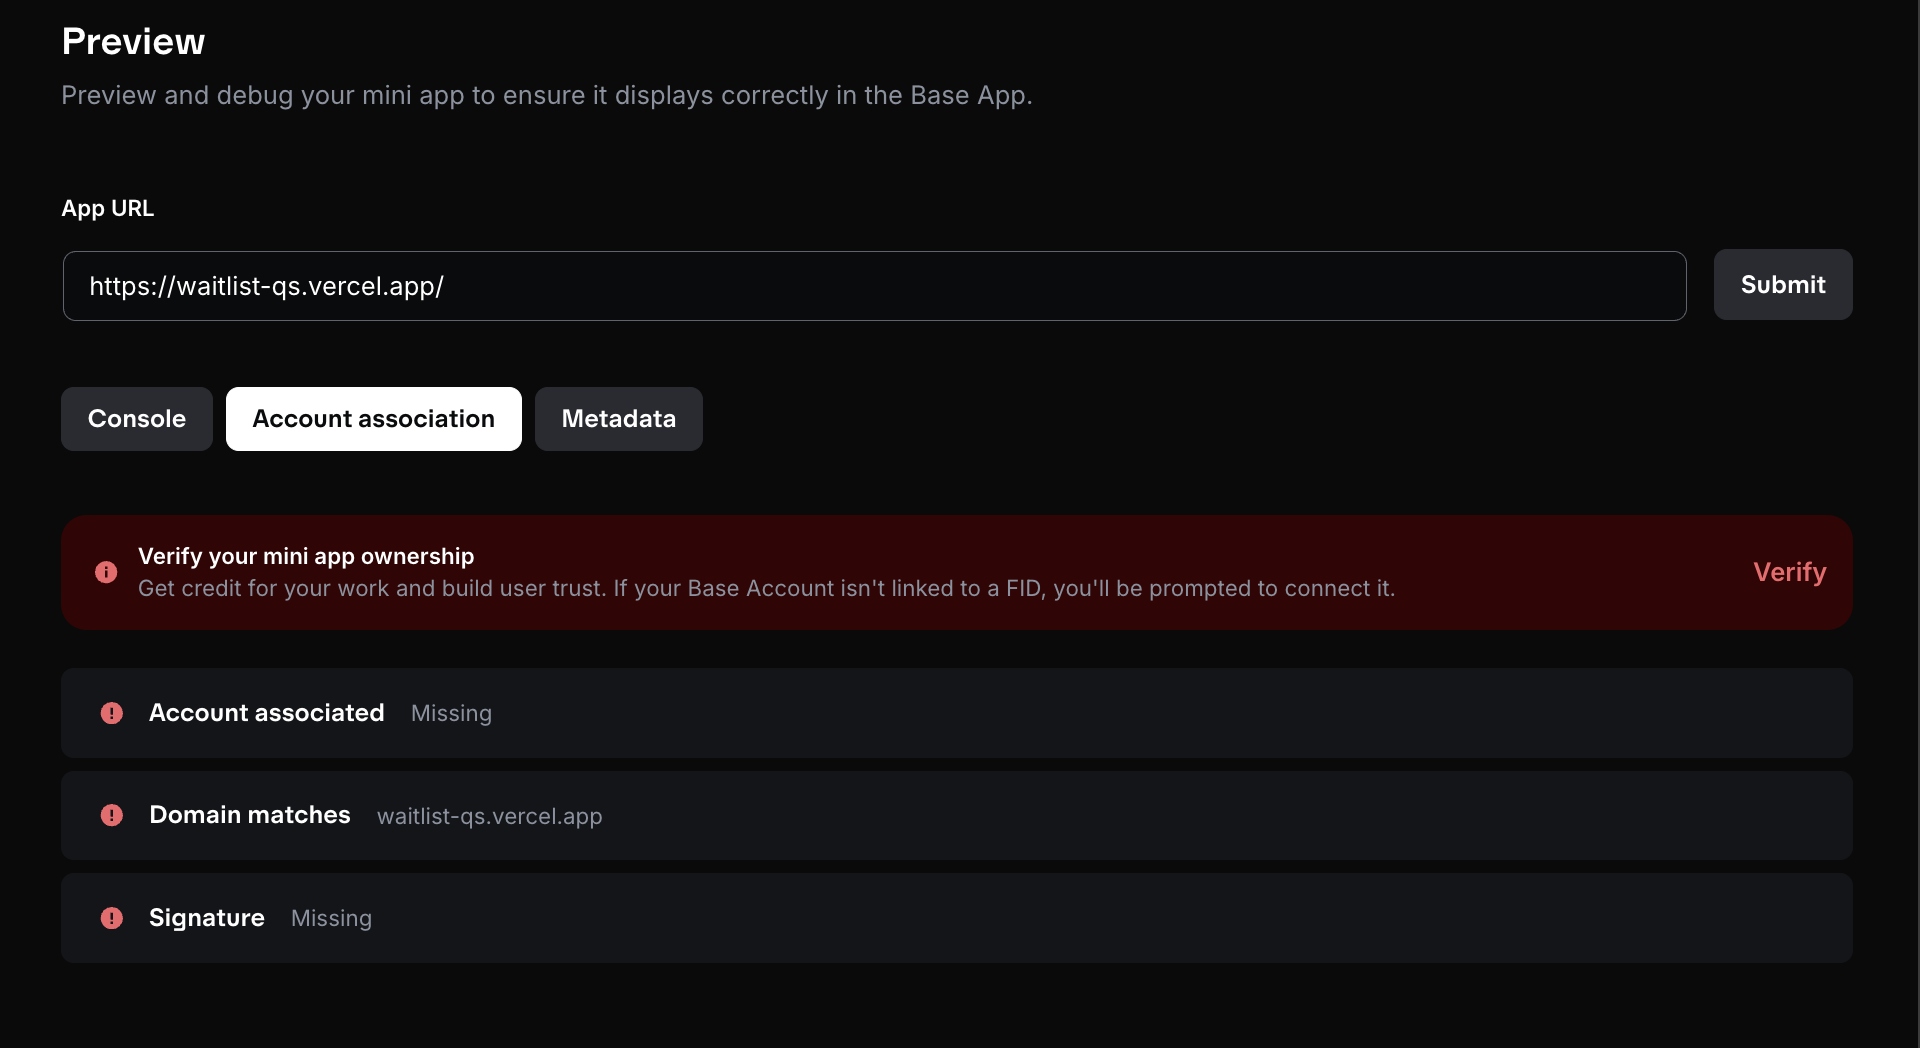 Preview
Preview and debug your mini app to ensure it displays correctly in the Base App.
App URL
https://waitlist-qs.vercel.app/
Submit
Console
Account association
Metadata
Verify your mini app ownership
Get credit for your work and build user trust. If your Base Account isn't linked to a FID, you'll be prompted to connect it.
Verify
Account associated Missing
Domain matches waitlist-qs.vercel.app
Signature Missing